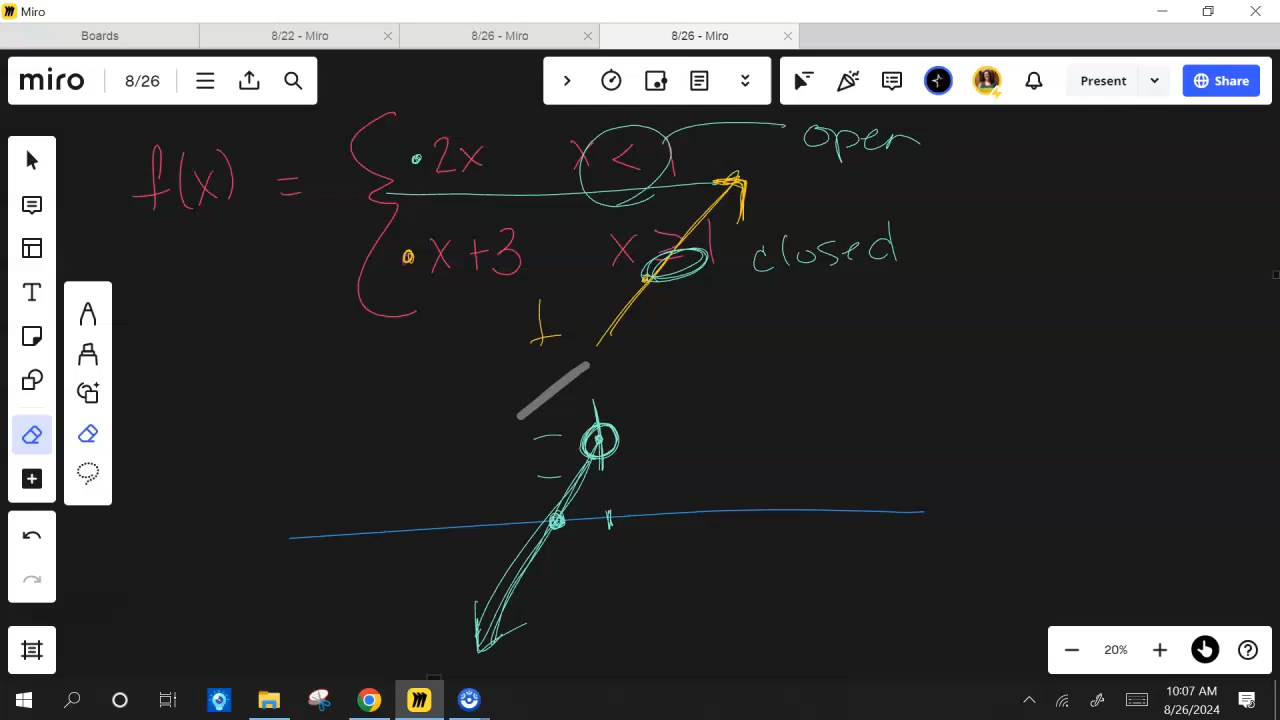 Miro
Boards
8/22 - Miro
8/26 - Miro
8/26 - Miro
miro
8/26
Present
Share
f(x) =
2x x < 1
open
x + 3 x ≥ 1
closed
20%
10:07 AM
8/26/2024